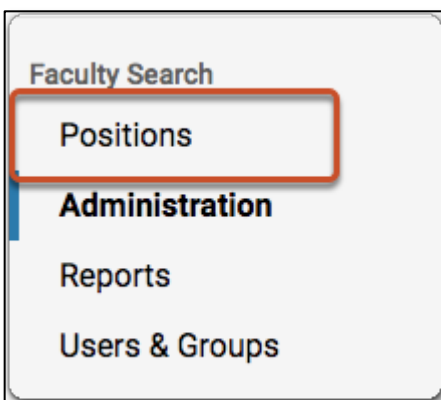 Faculty Search
Positions
Administration
Reports
Users & Groups